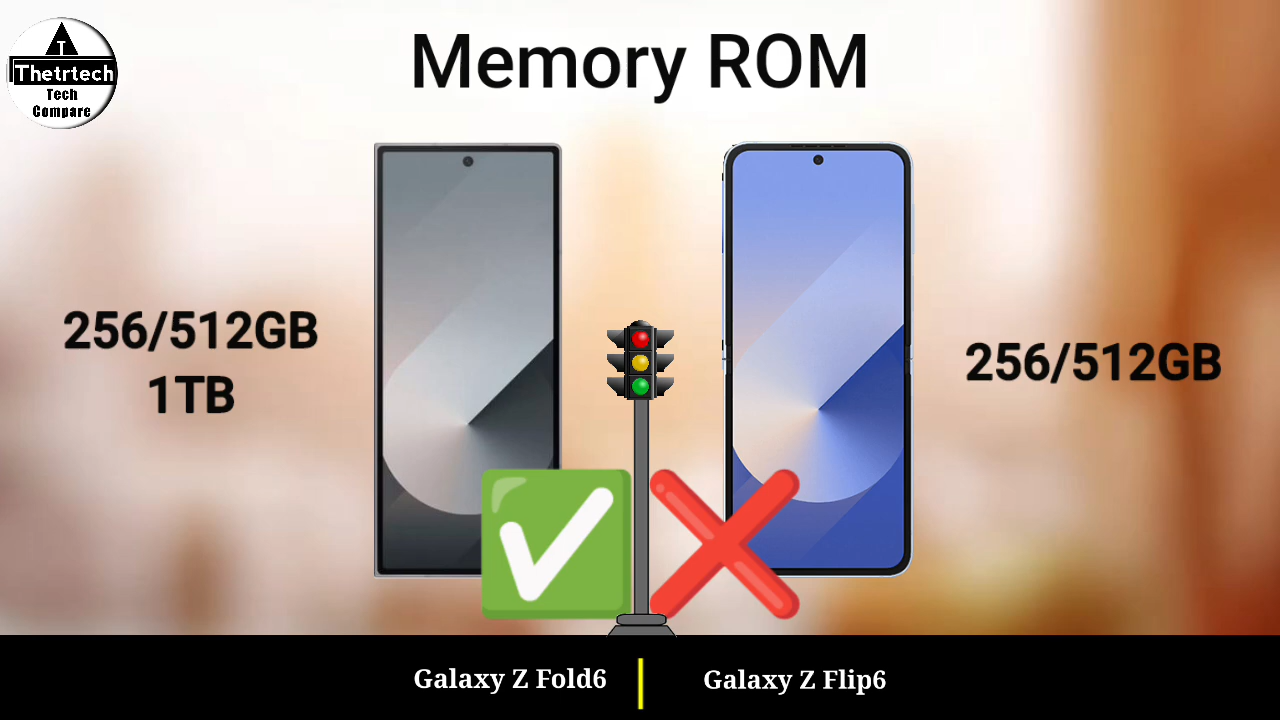 T
Thetrtech
Tech
Compare
Memory ROM
256/512GB
1TB
256/512GB
Galaxy Z Fold6
Galaxy Z Flip6